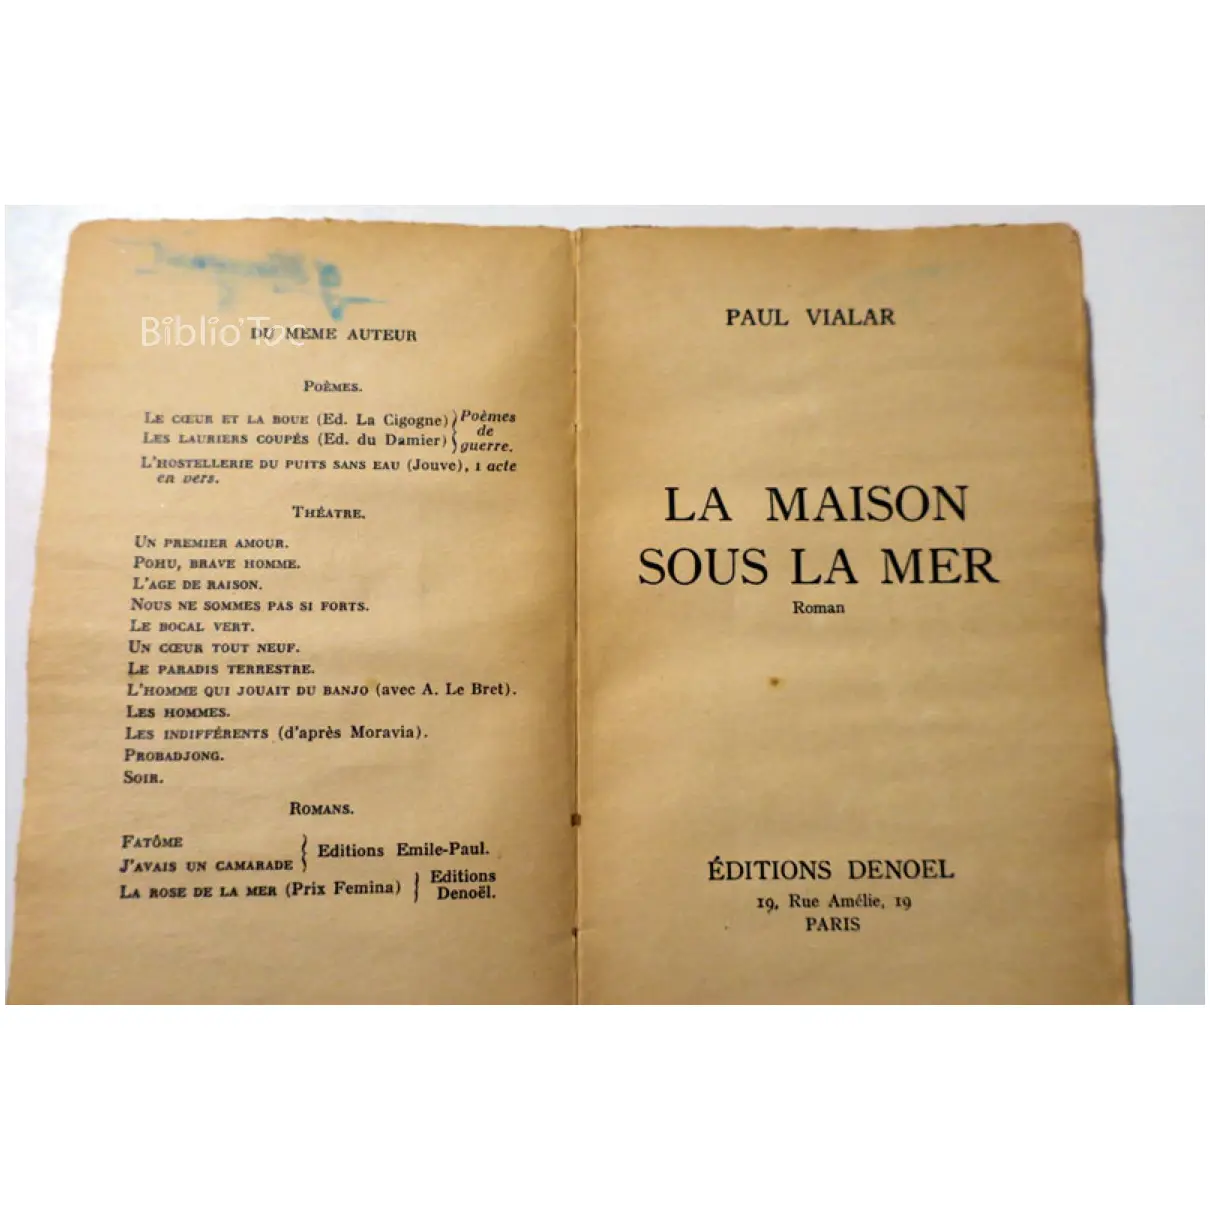 Biblio'Toc
DU MEME AUTEUR
POÈMES.
LE CŒUR ET LA BOUE (Ed. La Cigogne)
LES LAURIERS COUPÉS (Ed. du Damier)
Poèmes
de
guerre.
L'HOSTELLERIE DU PUITS SANS EAU (Jouve), 1 acte
en vers.
THÉATRE.
UN PREMIER AMOUR.
POHU, BRAVE HOMME.
L'AGE DE RAISON.
NOUS NE SOMMES PAS SI FORTS.
LE BOCAL VERT.
UN CŒUR TOUT NEUF.
LE PARADIS TERRESTRE.
L'HOMME QUI JOUAIT DU BANJO (avec A. Le Bret).
LES HOMMES.
LES INDIFFÉRENTS (d'après Moravia).
PROBADJONG.
SOIR.
ROMANS.
FATÔME
J'AVAIS UN CAMARADE
Editions Emile-Paul.
LA ROSE DE LA MER (Prix Femina)
Editions
Denoël.
PAUL VIALAR
LA MAISON
SOUS LA MER
Roman
ÉDITIONS DENOEL
19, Rue Amélie, 19
PARIS